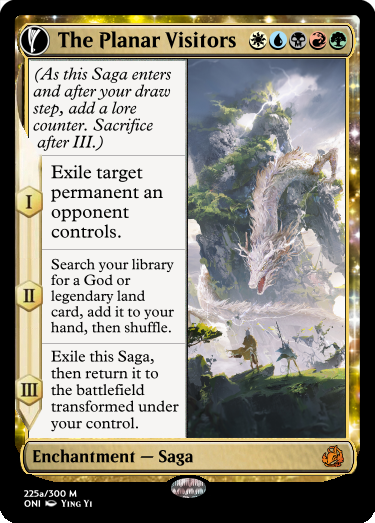 The Planar Visitors
(As this Saga enters
and after your draw
step, add a lore
counter. Sacrifice
after III.)
I
Exile target
permanent an
opponent
controls.
II
Search your library
for a God or
legendary land
card, add it to your
hand, then shuffle.
III
Exile this Saga,
then return it to
the battlefield
transformed under
your control.
Enchantment — Saga
225a/300 M
ONI Ying Yi